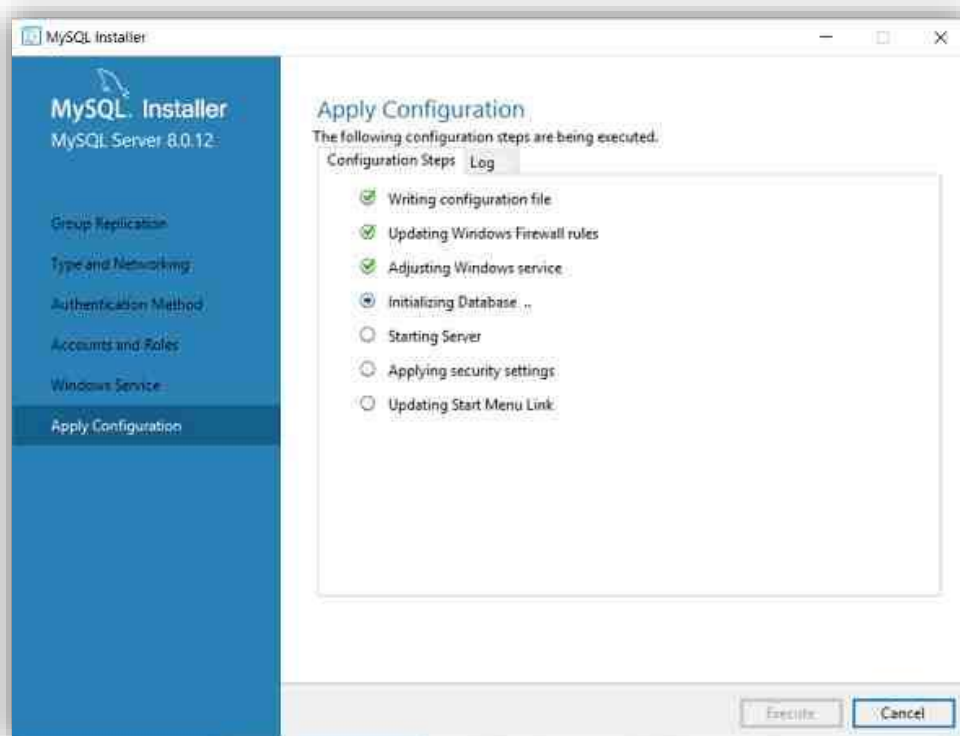 MySQL Installer
MySQL. Installer
MySQL Server 8.0.12
Group Replication
Type and Networking
Authentication Method
Accounts and Roles
Windows Service
Apply Configuration
Apply Configuration
The following configuration steps are being executed.
Configuration Steps Log
Writing configuration file
Updating Windows Firewall rules
Adjusting Windows service
Initializing Database ..
Starting Server
Applying security settings
Updating Start Menu Link
Execute Cancel